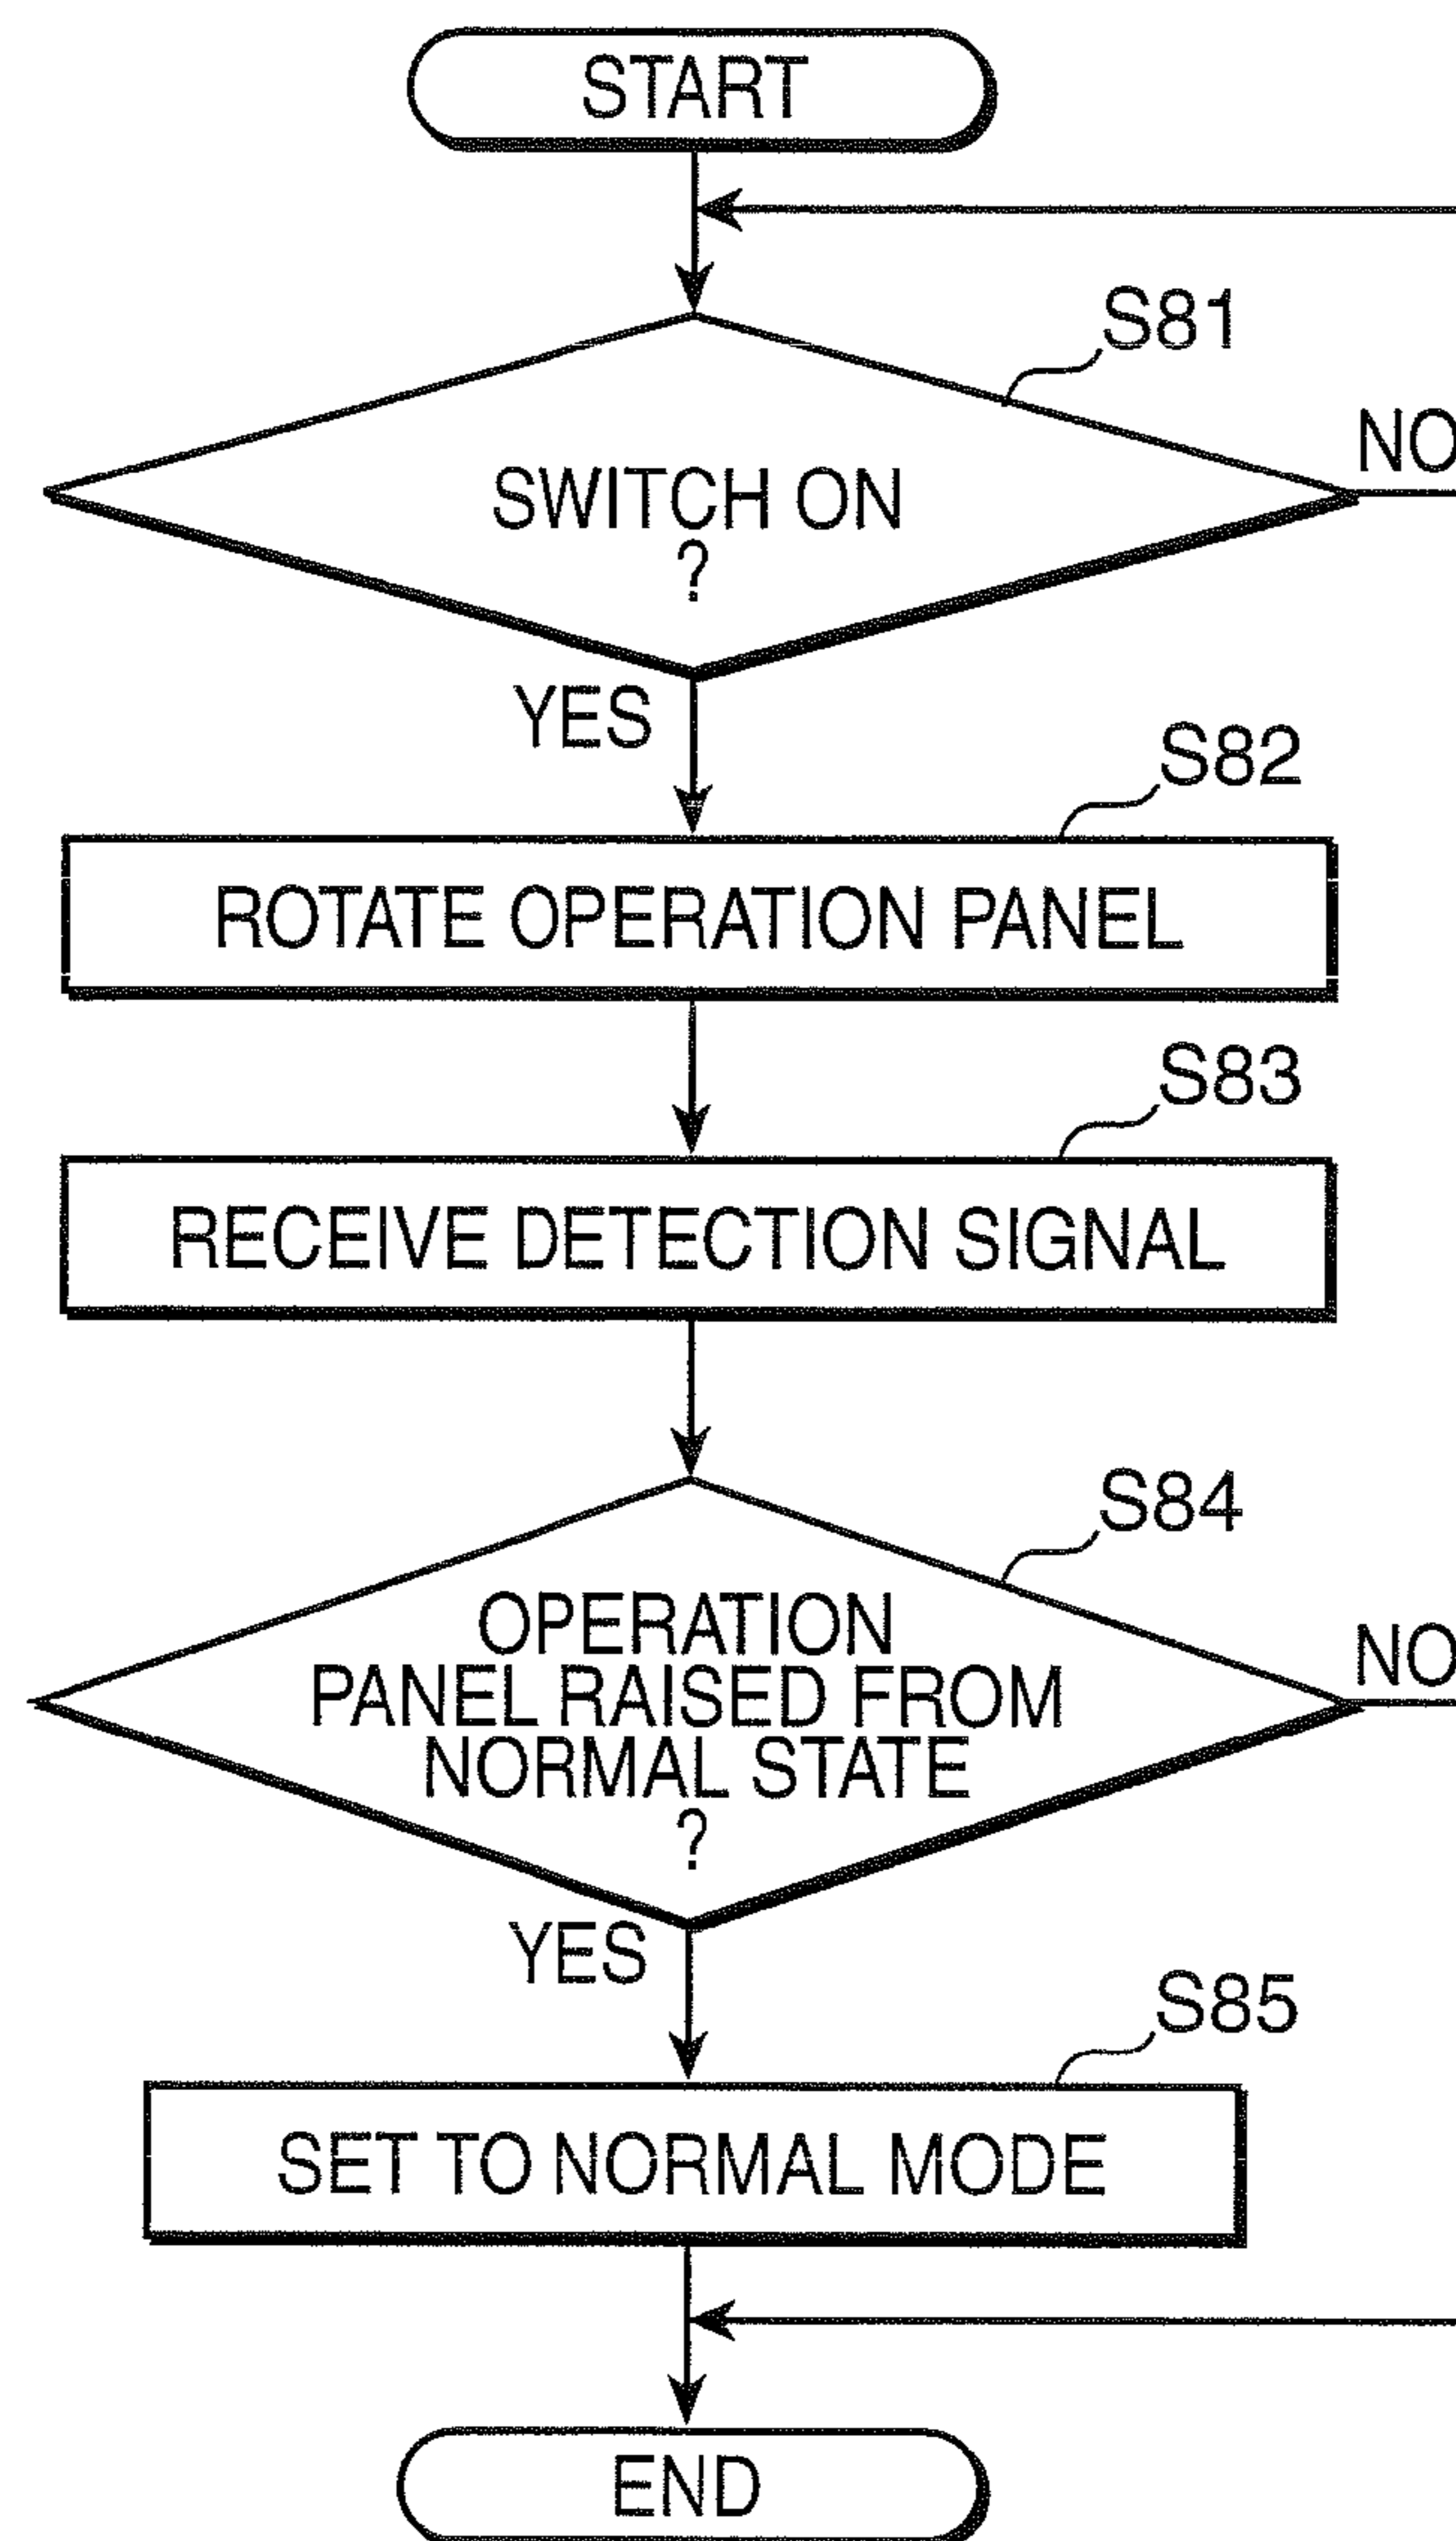 START
S81
NO
SWITCH ON
?
YES
S82
ROTATE OPERATION PANEL
S83
RECEIVE DETECTION SIGNAL
S84
OPERATION
PANEL RAISED FROM
NORMAL STATE
?
NO
YES
S85
SET TO NORMAL MODE
END